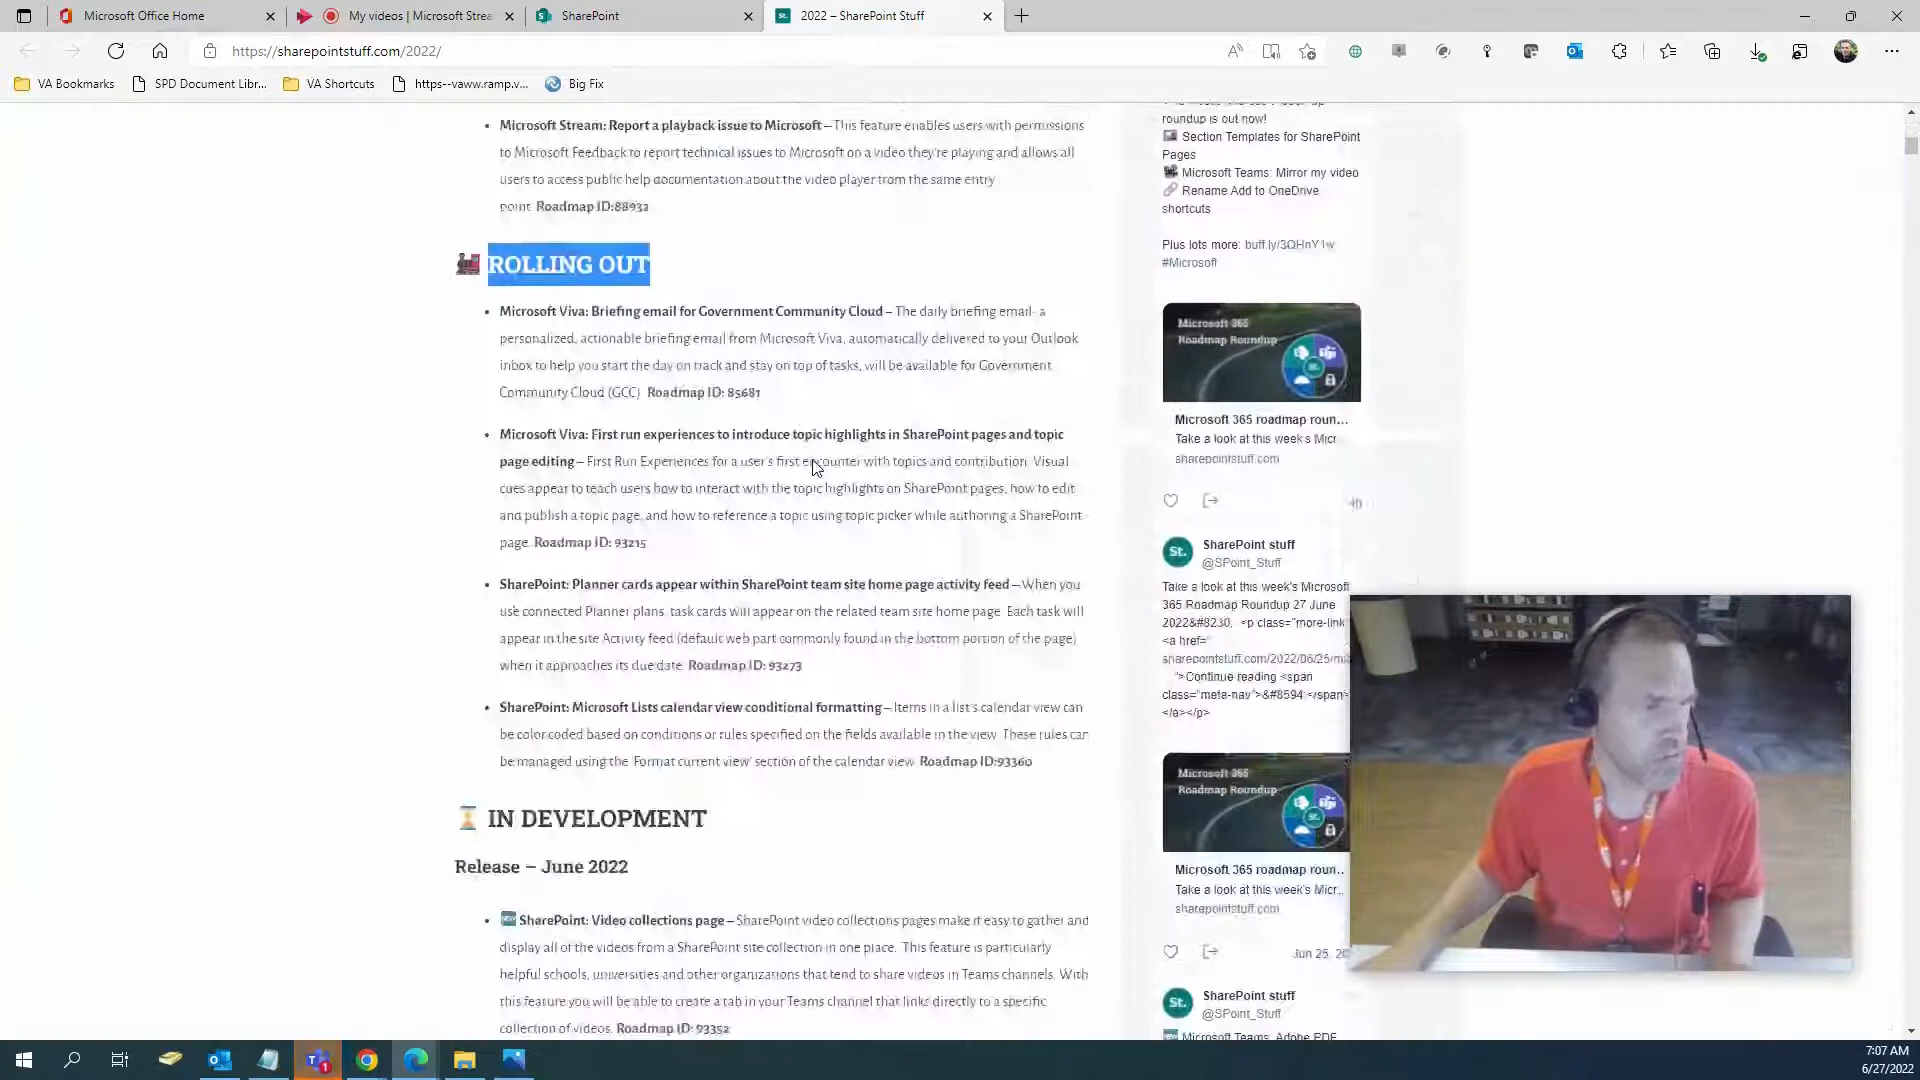 Microsoft Office Home
My videos | Microsoft Strea
SharePoint
2022 – SharePoint Stuff
https://sharepointstuff.com/2022/
VA Bookmarks
SPD Document Libr...
VA Shortcuts
https--vaww.ramp.v...
Big Fix
Microsoft Stream: Report a playback issue to Microsoft – This feature enables users with permissions
to Microsoft Feedback to report technical issues to Microsoft on a video they're playing and allows all
users to access public help documentation about the video player from the same entry
point. Roadmap ID:88932
ROLLING OUT
Microsoft Viva: Briefing email for Government Community Cloud – The daily briefing email- a
personalized, actionable briefing email from Microsoft Viva, automatically delivered to your Outlook
inbox to help you start the day on track and stay on top of tasks, will be available for Government
Community Cloud (GCC). Roadmap ID: 85681
Microsoft Viva: First run experiences to introduce topic highlights in SharePoint pages and topic
page editing – First Run Experiences for a user's first encounter with topics and contribution. Visual
cues appear to teach users how to interact with the topic highlights on SharePoint pages, how to edit
and publish a topic page, and how to reference a topic using topic picker while authoring a SharePoint
page. Roadmap ID: 93215
SharePoint: Planner cards appear within SharePoint team site home page activity feed – When you
use connected Planner plans, task cards will appear on the related team site home page. Each task will
appear in the site Activity feed (default web part commonly found in the bottom portion of the page)
when it approaches its due date. Roadmap ID: 93273
SharePoint: Microsoft Lists calendar view conditional formatting – Items in a list's calendar view can
be color coded based on conditions or rules specified on the fields available in the view. These rules can
be managed using the 'Format current view' section of the calendar view. Roadmap ID:93360
IN DEVELOPMENT
Release – June 2022
SharePoint: Video collections page – SharePoint video collections pages make it easy to gather and
display all of the videos from a SharePoint site collection in one place. This feature is particularly
helpful schools, universities and other organizations that tend to share videos in Teams channels. With
this feature you will be able to create a tab in your Teams channel that links directly to a specific
collection of videos. Roadmap ID: 93352
roundup is out now!
Section Templates for SharePoint
Pages
Microsoft Teams: Mirror my video
Rename Add to OneDrive
shortcuts
Plus lots more:
#Microsoft
Microsoft 365
Roadmap Roundup
St.
Microsoft 365 roadmap roun...
Take a look at this week's Micr
sharepointstuff.com
St.
SharePoint stuff
@SPoint_Stuff
Take a look at this week's Microsoft
365 Roadmap Roundup 27 June
2022&#8230; <p class="more-link
<a href="
sharepointstuff.com/2022/06/25/mi
">Continue reading <span
class="meta-nav">&#8594;</span>
</a></p>
Microsoft 365
Roadmap Roundup
St.
Microsoft 365 roadmap roun...
Take a look at this week's Micr...
sharepointstuff.com
Jun 25, 20
St.
SharePoint stuff
@SPoint_Stuff
Microsoft Teams: Adobe PDF
7:07 AM
6/27/2022